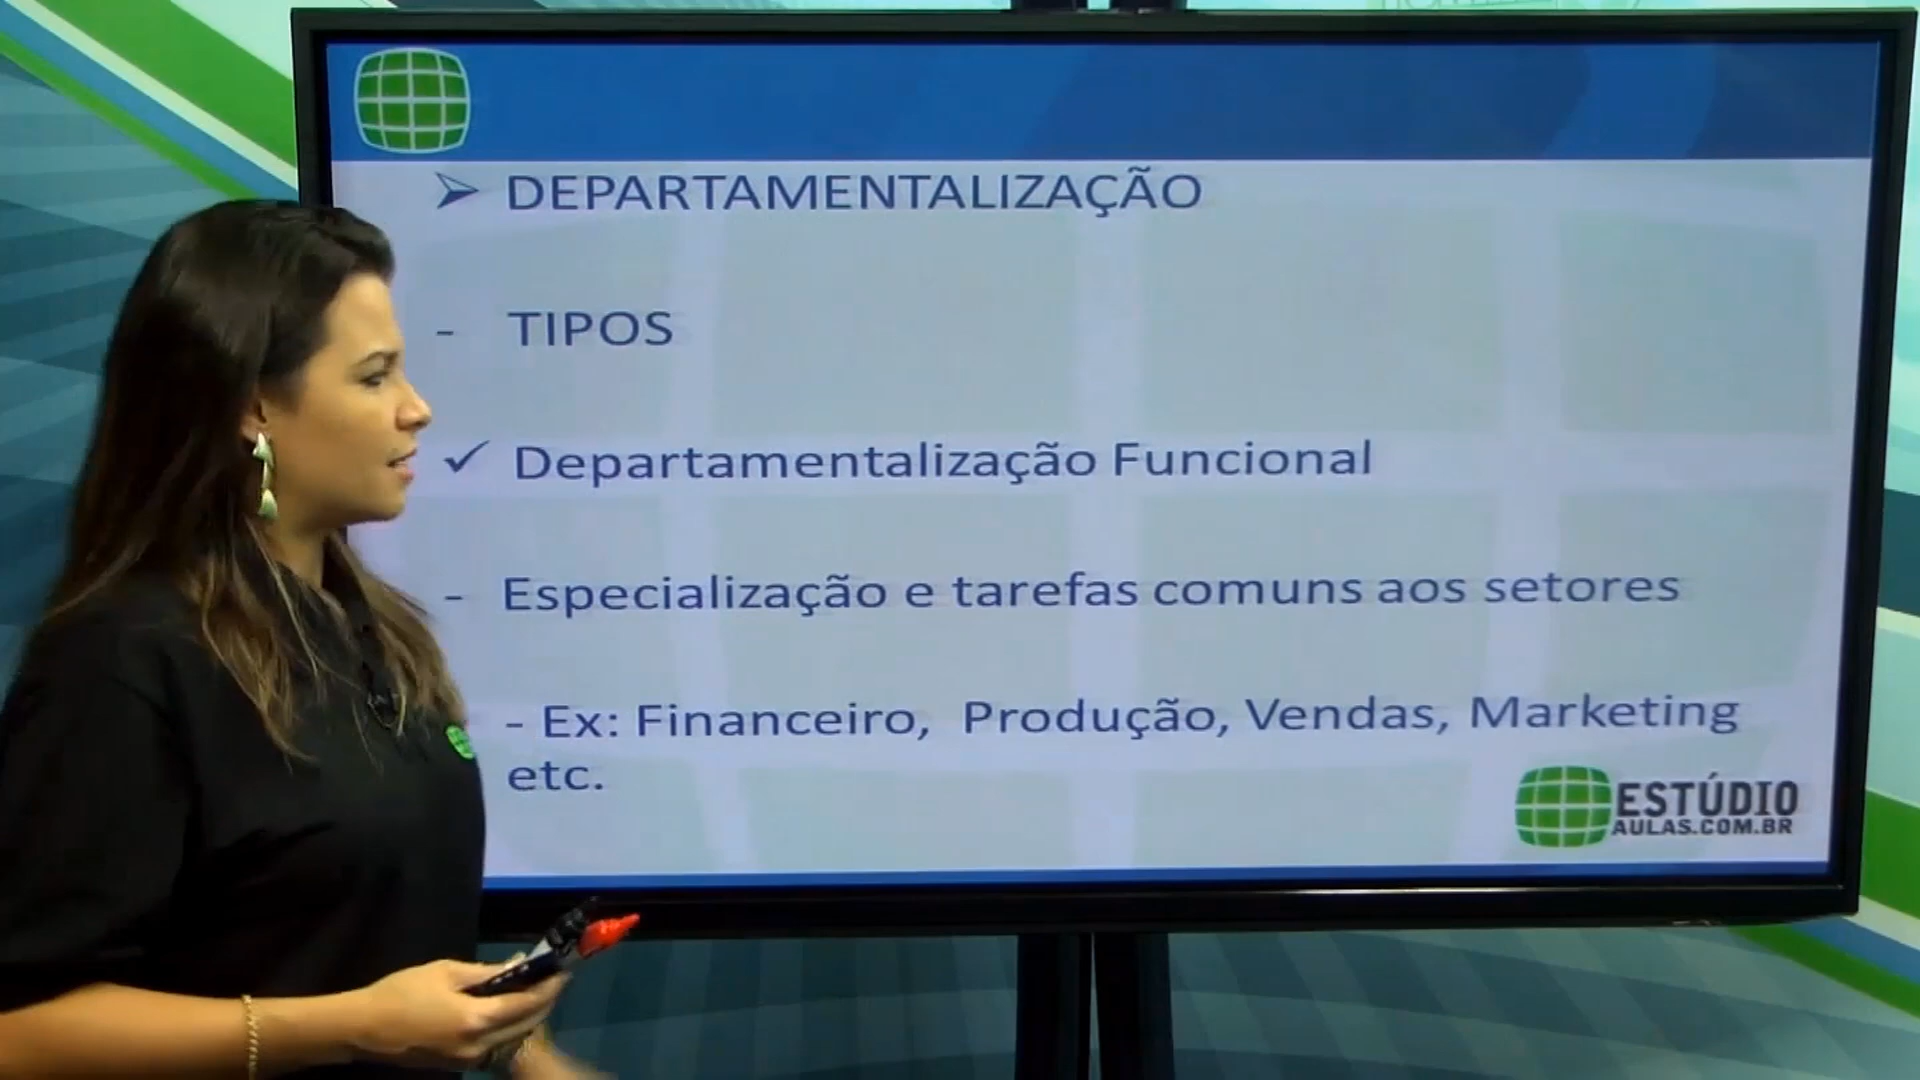 ➢ DEPARTAMENTALIZAÇÃO
- TIPOS
✓ Departamentalização Funcional
- Especialização e tarefas comuns aos setores
- Ex: Financeiro, Produção, Vendas, Marketing
etc.
ESTÚDIO
AULAS.COM.BR